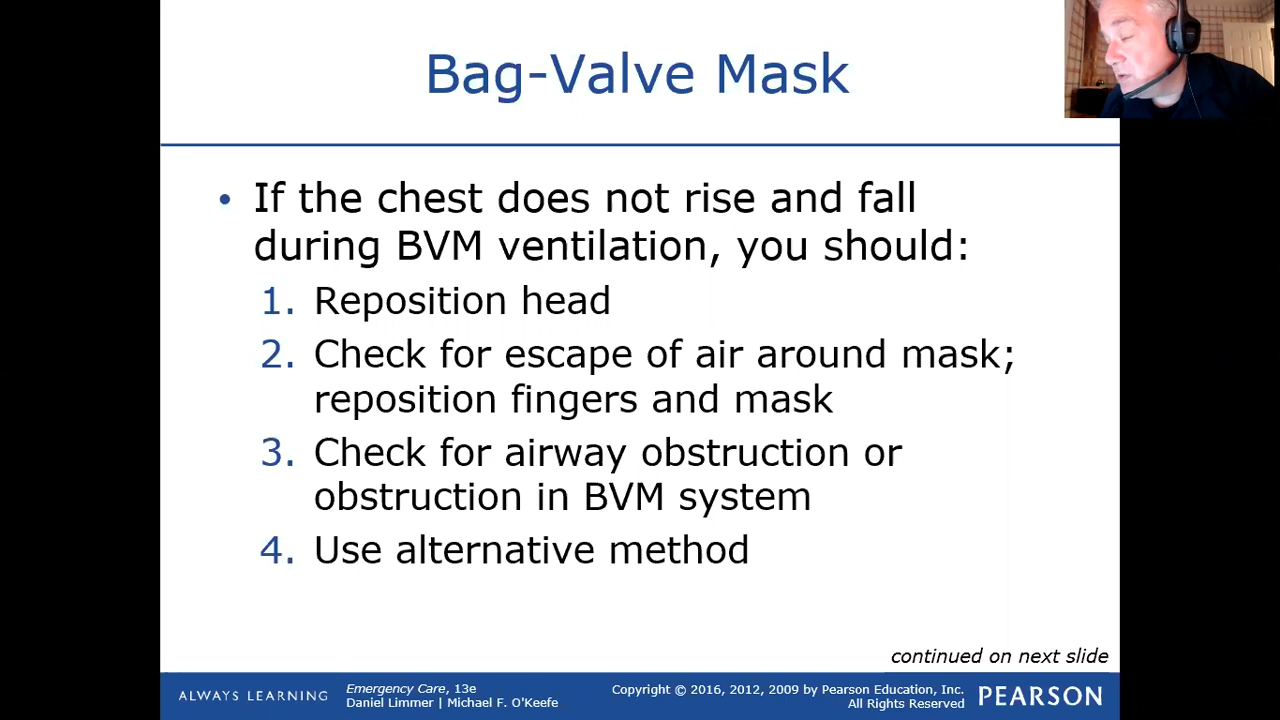 Bag-Valve Mask
• If the chest does not rise and fall
during BVM ventilation, you should:
1. Reposition head
2. Check for escape of air around mask;
reposition fingers and mask
3. Check for airway obstruction or
obstruction in BVM system
4. Use alternative method
continued on next slide
ALWAYS LEARNING
Emergency Care, 13e
Daniel Limmer | Michael F. O'Keefe
Copyright © 2016, 2012, 2009 by Pearson Education, Inc.
All Rights Reserved
PEARSON